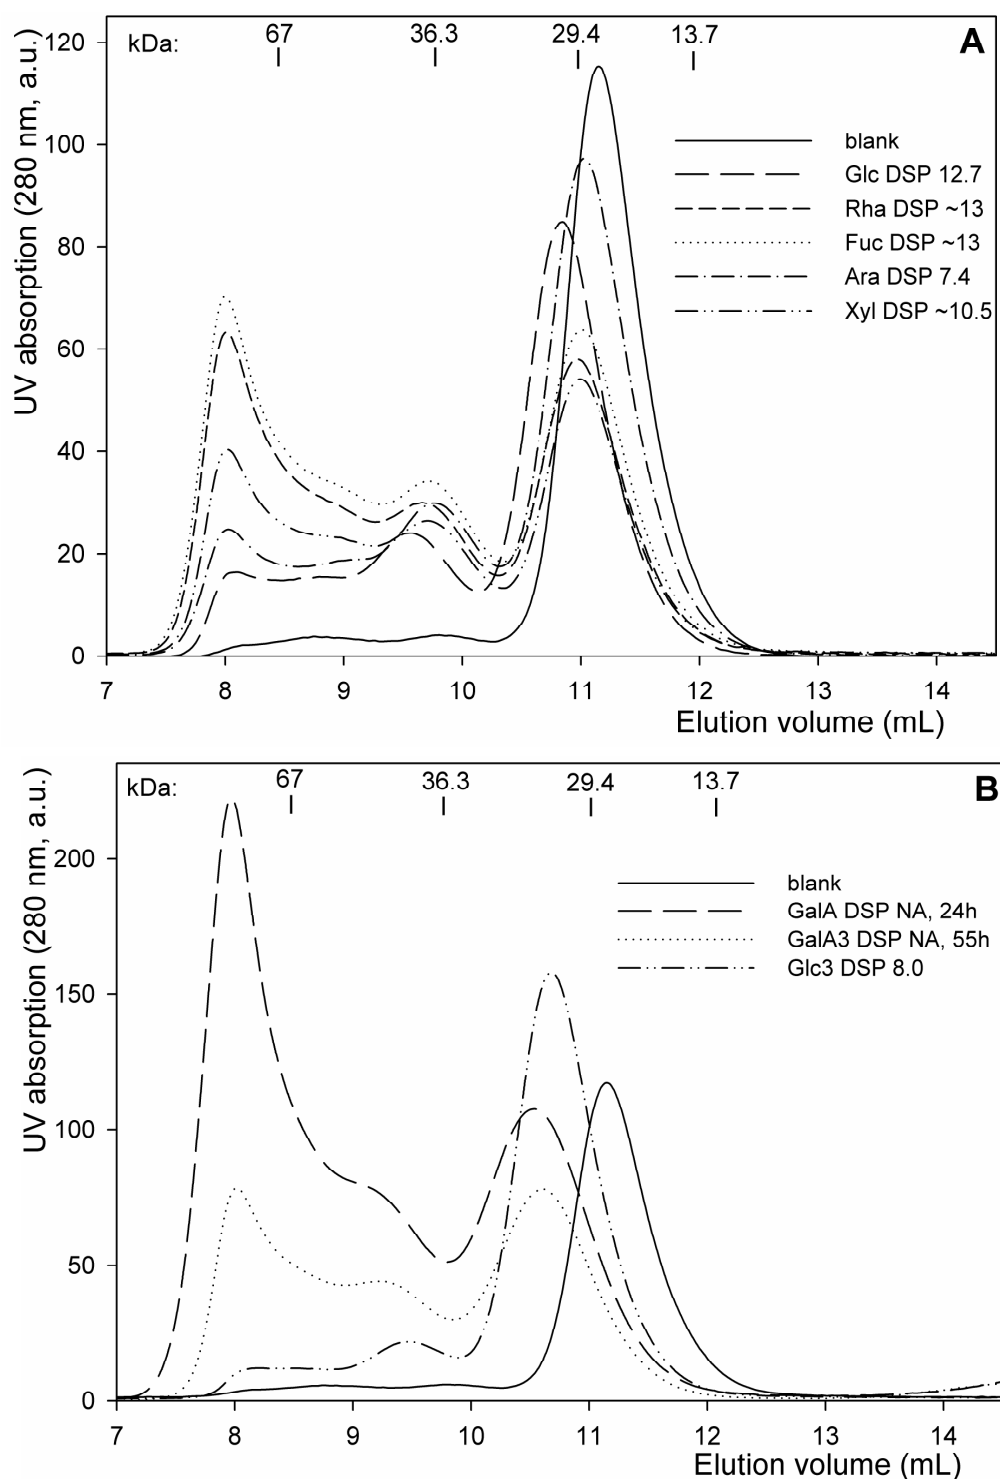 kDa: 67 36.3 29.4 13.7 A
UV absorption (280 nm, a.u.)
120
100
80
60
40
20
0
blank
Glc DSP 12.7
Rha DSP ~13
Fuc DSP ~13
Ara DSP 7.4
Xyl DSP ~10.5
7 8 9 10 11 12 13 14
Elution volume (mL)
kDa: 67 36.3 29.4 13.7 B
UV absorption (280 nm, a.u.)
200
150
100
50
0
blank
GalA DSP NA, 24h
GalA3 DSP NA, 55h
Glc3 DSP 8.0
7 8 9 10 11 12 13 14
Elution volume (mL)